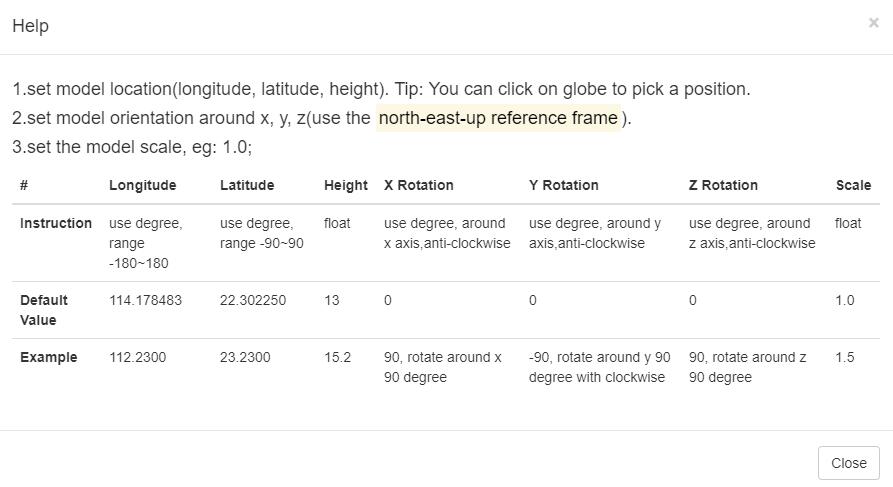 Help
×
1.set model location(longitude, latitude, height). Tip: You can click on globe to pick a position.
2.set model orientation around x, y, z(use the north-east-up reference frame ).
3.set the model scale, eg: 1.0;
# Longitude Latitude Height X Rotation Y Rotation Z Rotation Scale
Instruction use degree, use degree, float use degree, around use degree, around y use degree, around float
range range -90~90 x axis,anti-clockwise axis,anti-clockwise z axis,anti-clockwise
-180~180
Default 114.178483 22.302250 13 0 0 0 1.0
Value
Example 112.2300 23.2300 15.2 90, rotate around x -90, rotate around y 90 90, rotate around z 1.5
90 degree degree with clockwise 90 degree
Close